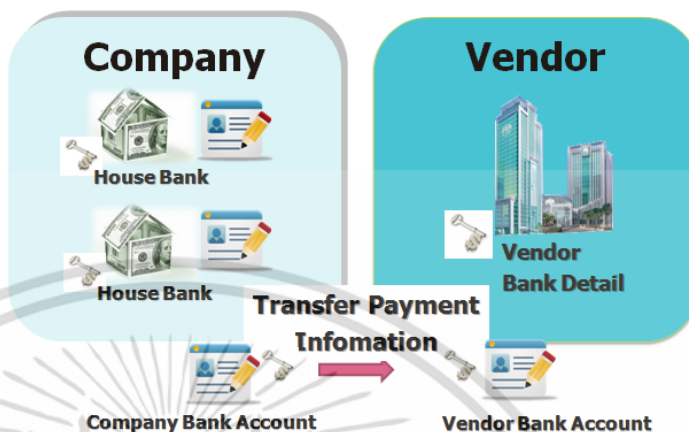 Company
Vendor
House Bank
House Bank
Vendor
Bank Detail
Transfer Payment
Infomation
Company Bank Account
Vendor Bank Account